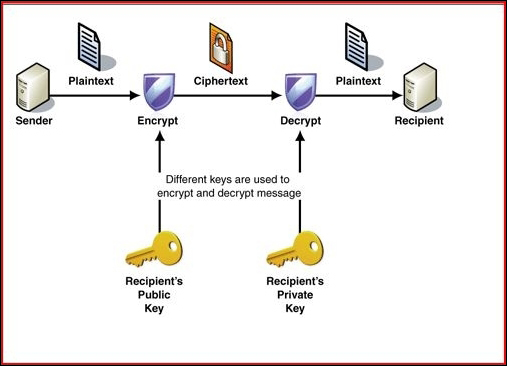 Plaintext
Ciphertext
Plaintext
Sender
Encrypt
Decrypt
Recipient
Different keys are used to
encrypt and decrypt message
Recipient's
Public
Key
Recipient's
Private
Key